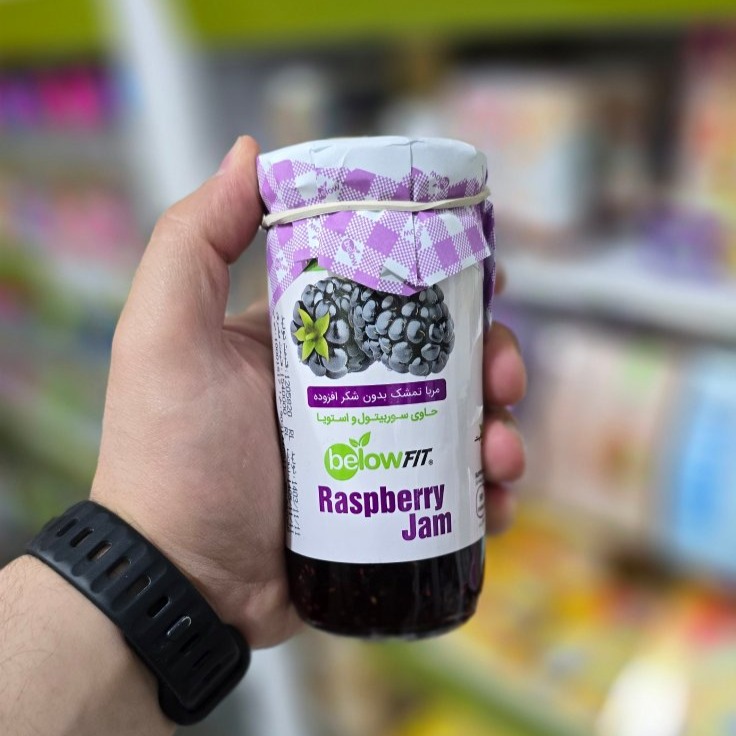 مربا تمشک بدون شکر افزوده
حاوی سوربیتول و استویا
belowFIT®
Raspberry
Jam